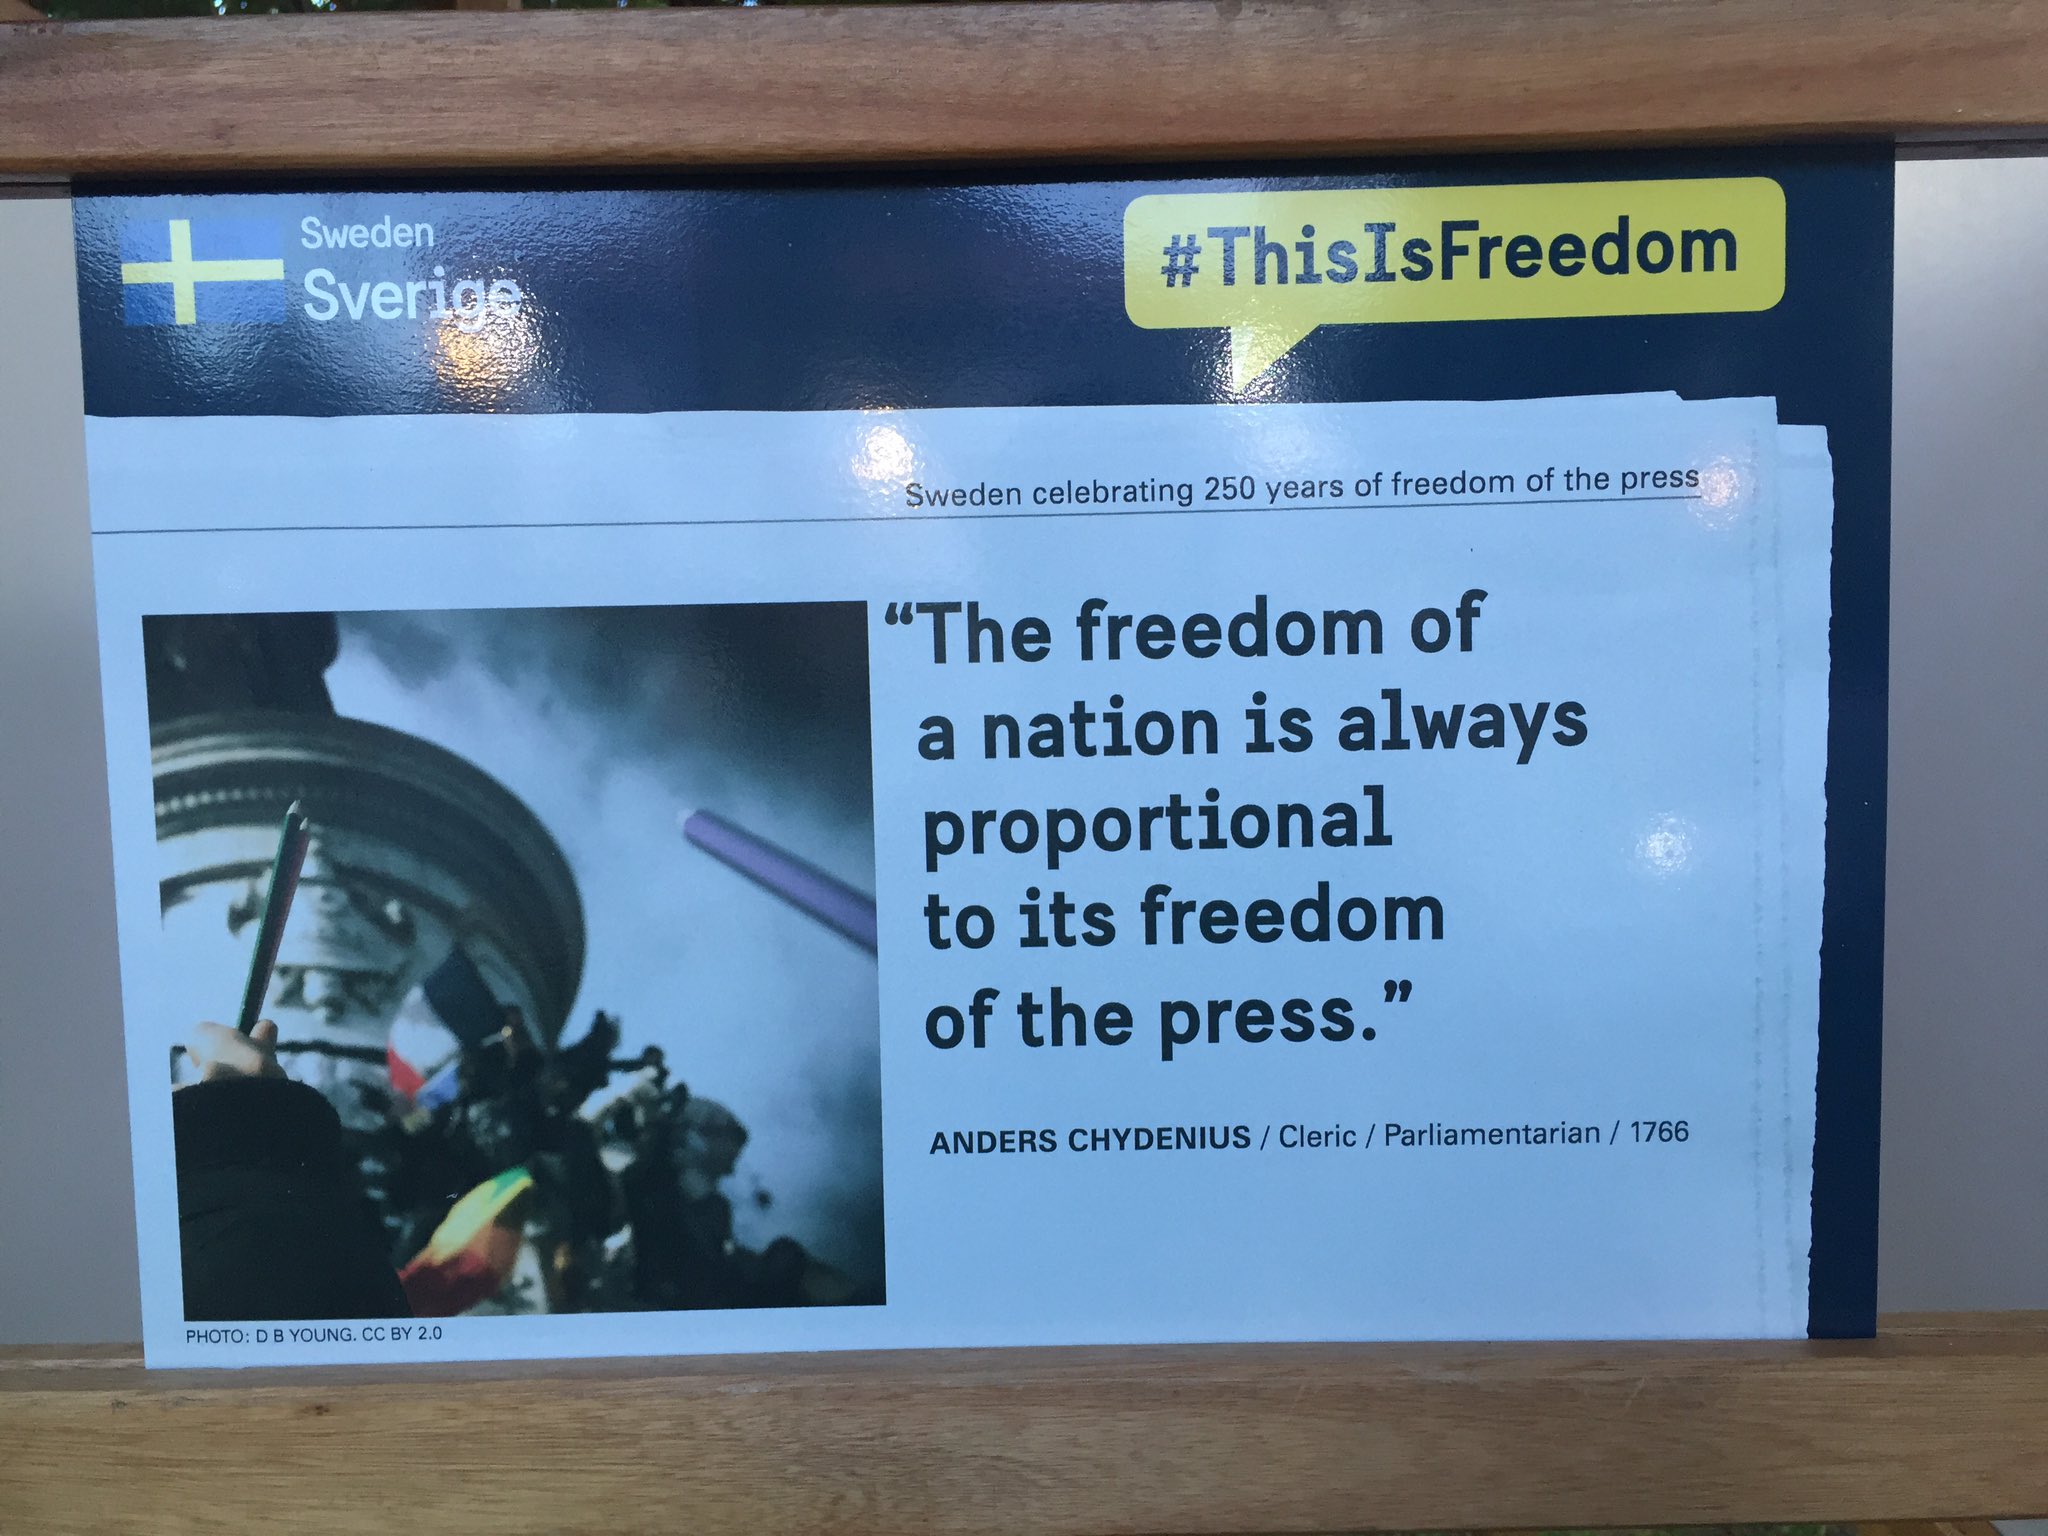 Sweden
Sverige
#ThisIsFreedom
Sweden celebrating 250 years of freedom of the press
“The freedom of
a nation is always
proportional
to its freedom
of the press.”
ANDERS CHYDENIUS / Cleric / Parliamentarian / 1766
PHOTO: D B YOUNG. CC BY 2.0